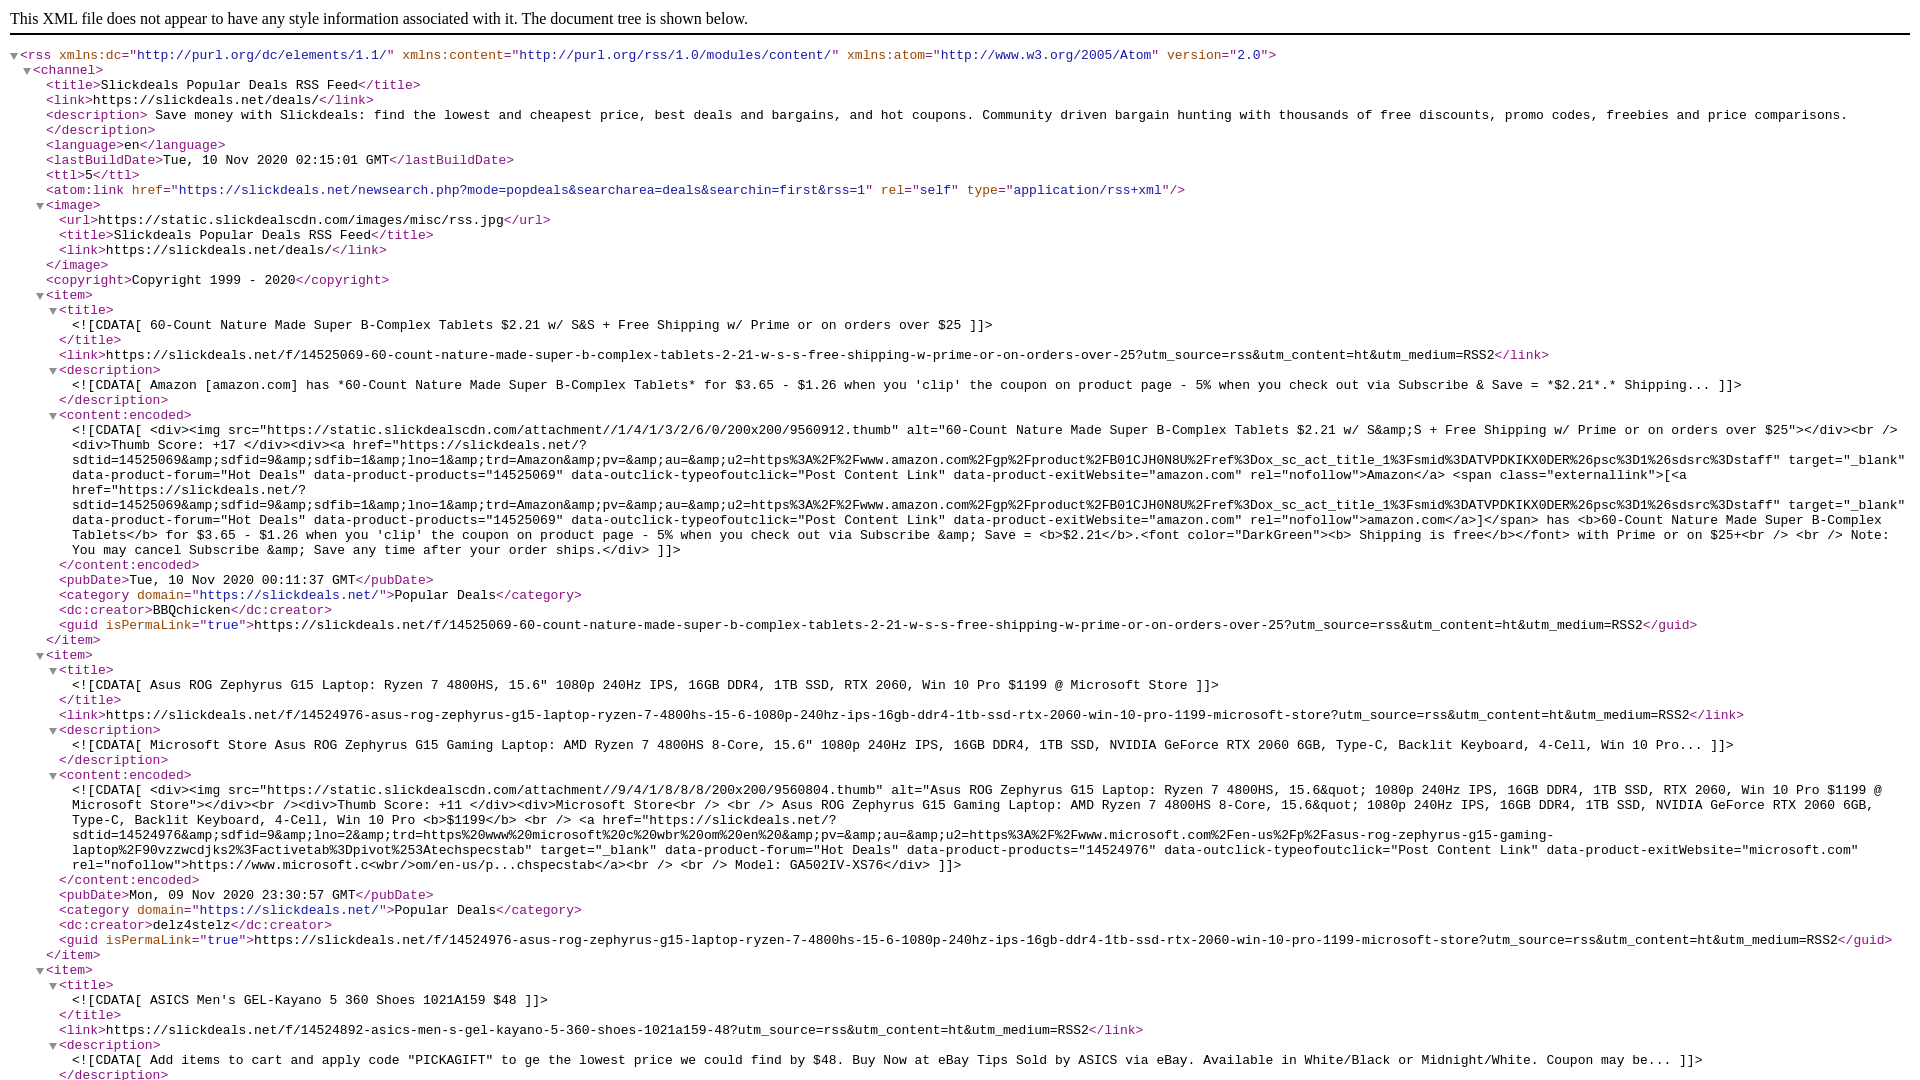 This XML file does not appear to have any style information associated with it. The document tree is shown below.
<rss xmlns:dc="http://purl.org/dc/elements/1.1/" xmlns:content="http://purl.org/rss/1.0/modules/content/" xmlns:atom="http://www.w3.org/2005/Atom" version="2.0">
<channel>
<title>Slickdeals Popular Deals RSS Feed</title>
<link>https://slickdeals.net/deals/</link>
<description> Save money with Slickdeals: find the lowest and cheapest price, best deals and bargains, and hot coupons. Community driven bargain hunting with thousands of free discounts, promo codes, freebies and price comparisons.
</description>
<language>en</language>
<lastBuildDate>Tue, 10 Nov 2020 02:15:01 GMT</lastBuildDate>
<ttl>5</ttl>
<atom:link href="https://slickdeals.net/newsearch.php?mode=popdeals&searcharea=deals&searchin=first&rss=1" rel="self" type="application/rss+xml"/>
<image>
<url>https://static.slickdealscdn.com/images/misc/rss.jpg</url>
<title>Slickdeals Popular Deals RSS Feed</title>
<link>https://slickdeals.net/deals/</link>
</image>
<copyright>Copyright 1999 - 2020</copyright>
<item>
<title>
<![CDATA[ 60-Count Nature Made Super B-Complex Tablets $2.21 w/ S&S + Free Shipping w/ Prime or on orders over $25 ]]>
</title>
<link>https://slickdeals.net/f/14525069-60-count-nature-made-super-b-complex-tablets-2-21-w-s-s-free-shipping-w-prime-or-on-orders-over-25?utm_source=rss&utm_content=ht&utm_medium=RSS2</link>
<description>
<![CDATA[ Amazon [amazon.com] has *60-Count Nature Made Super B-Complex Tablets* for $3.65 - $1.26 when you 'clip' the coupon on product page - 5% when you check out via Subscribe & Save = *$2.21*.* Shipping... ]]>
</description>
<content:encoded>
<![CDATA[ <div><img src="https://static.slickdealscdn.com/attachment//1/4/1/3/2/6/0/200x200/9560912.thumb" alt="60-Count Nature Made Super B-Complex Tablets $2.21 w/ S&amp;S + Free Shipping w/ Prime or on orders over $25"></div><br />
<div>Thumb Score: +17 </div><div><a href="https://slickdeals.net/?
sdtid=14525069&amp;sdfid=9&amp;sdfib=1&amp;lno=1&amp;trd=Amazon&amp;pv=&amp;au=&amp;u2=https%3A%2F%2Fwww.amazon.com%2Fgp%2Fproduct%2FB01CJH0N8U%2Fref%3Dox_sc_act_title_1%3Fsmid%3DATVPDKIKX0DER%26psc%3D1%26sdsrc%3Dstaff" target="_blank"
data-product-forum="Hot Deals" data-product-products="14525069" data-outclick-typeofoutclick="Post Content Link" data-product-exitWebsite="amazon.com" rel="nofollow">Amazon</a> <span class="externallink">[<a
href="https://slickdeals.net/?
sdtid=14525069&amp;sdfid=9&amp;sdfib=1&amp;lno=1&amp;trd=Amazon&amp;pv=&amp;au=&amp;u2=https%3A%2F%2Fwww.amazon.com%2Fgp%2Fproduct%2FB01CJH0N8U%2Fref%3Dox_sc_act_title_1%3Fsmid%3DATVPDKIKX0DER%26psc%3D1%26sdsrc%3Dstaff" target="_blank"
data-product-forum="Hot Deals" data-product-products="14525069" data-outclick-typeofoutclick="Post Content Link" data-product-exitWebsite="amazon.com" rel="nofollow">amazon.com</a>]</span> has <b>60-Count Nature Made Super B-Complex
Tablets</b> for $3.65 - $1.26 when you 'clip' the coupon on product page - 5% when you check out via Subscribe &amp; Save = <b>$2.21</b>.<font color="DarkGreen"><b> Shipping is free</b></font> with Prime or on $25+<br /> <br /> Note:
You may cancel Subscribe &amp; Save any time after your order ships.</div> ]]>
</content:encoded>
<pubDate>Tue, 10 Nov 2020 00:11:37 GMT</pubDate>
<category domain="https://slickdeals.net/">Popular Deals</category>
<dc:creator>BBQchicken</dc:creator>
<guid isPermaLink="true">https://slickdeals.net/f/14525069-60-count-nature-made-super-b-complex-tablets-2-21-w-s-s-free-shipping-w-prime-or-on-orders-over-25?utm_source=rss&utm_content=ht&utm_medium=RSS2</guid>
</item>
<item>
<title>
<![CDATA[ Asus ROG Zephyrus G15 Laptop: Ryzen 7 4800HS, 15.6" 1080p 240Hz IPS, 16GB DDR4, 1TB SSD, RTX 2060, Win 10 Pro $1199 @ Microsoft Store ]]>
</title>
<link>https://slickdeals.net/f/14524976-asus-rog-zephyrus-g15-laptop-ryzen-7-4800hs-15-6-1080p-240hz-ips-16gb-ddr4-1tb-ssd-rtx-2060-win-10-pro-1199-microsoft-store?utm_source=rss&utm_content=ht&utm_medium=RSS2</link>
<description>
<![CDATA[ Microsoft Store Asus ROG Zephyrus G15 Gaming Laptop: AMD Ryzen 7 4800HS 8-Core, 15.6" 1080p 240Hz IPS, 16GB DDR4, 1TB SSD, NVIDIA GeForce RTX 2060 6GB, Type-C, Backlit Keyboard, 4-Cell, Win 10 Pro... ]]>
</description>
<content:encoded>
<![CDATA[ <div><img src="https://static.slickdealscdn.com/attachment//9/4/1/8/8/8/200x200/9560804.thumb" alt="Asus ROG Zephyrus G15 Laptop: Ryzen 7 4800HS, 15.6&quot; 1080p 240Hz IPS, 16GB DDR4, 1TB SSD, RTX 2060, Win 10 Pro $1199 @
Microsoft Store"></div><br /><div>Thumb Score: +11 </div><div>Microsoft Store<br /> <br /> Asus ROG Zephyrus G15 Gaming Laptop: AMD Ryzen 7 4800HS 8-Core, 15.6&quot; 1080p 240Hz IPS, 16GB DDR4, 1TB SSD, NVIDIA GeForce RTX 2060 6GB,
Type-C, Backlit Keyboard, 4-Cell, Win 10 Pro <b>$1199</b> <br /> <a href="https://slickdeals.net/?
sdtid=14524976&amp;sdfid=9&amp;lno=2&amp;trd=https%20www%20microsoft%20c%20wbr%20om%20en%20&amp;pv=&amp;au=&amp;u2=https%3A%2F%2Fwww.microsoft.com%2Fen-us%2Fp%2Fasus-rog-zephyrus-g15-gaming-
laptop%2F90vzzwcdjks2%3Factivetab%3Dpivot%253Atechspecstab" target="_blank" data-product-forum="Hot Deals" data-product-products="14524976" data-outclick-typeofoutclick="Post Content Link" data-product-exitWebsite="microsoft.com"
rel="nofollow">https://www.microsoft.c<wbr/>om/en-us/p...chspecstab</a><br /> <br /> Model: GA502IV-XS76</div> ]]>
</content:encoded>
<pubDate>Mon, 09 Nov 2020 23:30:57 GMT</pubDate>
<category domain="https://slickdeals.net/">Popular Deals</category>
<dc:creator>delz4stelz</dc:creator>
<guid isPermaLink="true">https://slickdeals.net/f/14524976-asus-rog-zephyrus-g15-laptop-ryzen-7-4800hs-15-6-1080p-240hz-ips-16gb-ddr4-1tb-ssd-rtx-2060-win-10-pro-1199-microsoft-store?utm_source=rss&utm_content=ht&utm_medium=RSS2</guid>
</item>
<item>
<title>
<![CDATA[ ASICS Men's GEL-Kayano 5 360 Shoes 1021A159 $48 ]]>
</title>
<link>https://slickdeals.net/f/14524892-asics-men-s-gel-kayano-5-360-shoes-1021a159-48?utm_source=rss&utm_content=ht&utm_medium=RSS2</link>
<description>
<![CDATA[ Add items to cart and apply code "PICKAGIFT" to ge the lowest price we could find by $48. Buy Now at eBay Tips Sold by ASICS via eBay. Available in White/Black or Midnight/White. Coupon may be... ]]>
</description>